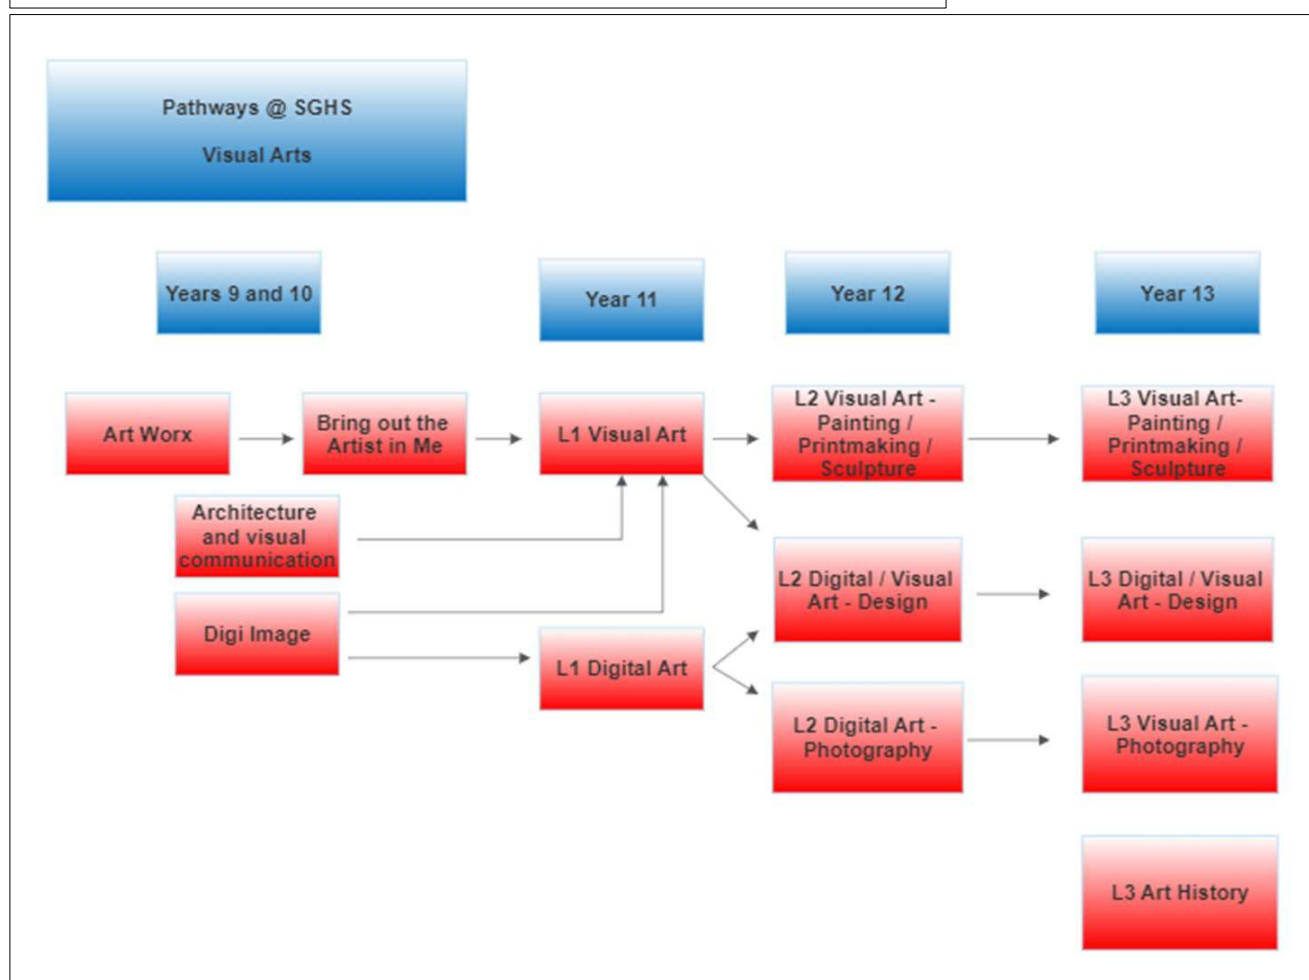 Pathways @ SGHS
Visual Arts
Years 9 and 10
Year 11
Year 12
Year 13
Art Worx
Bring out the
Artist in Me
L1 Visual Art
L2 Visual Art -
Painting /
Printmaking /
Sculpture
L3 Visual Art-
Painting /
Printmaking /
Sculpture
Architecture
and visual
communication
Digi Image
L1 Digital Art
L2 Digital / Visual
Art - Design
L3 Digital / Visual
Art - Design
L2 Digital Art -
Photography
L3 Visual Art -
Photography
L3 Art History